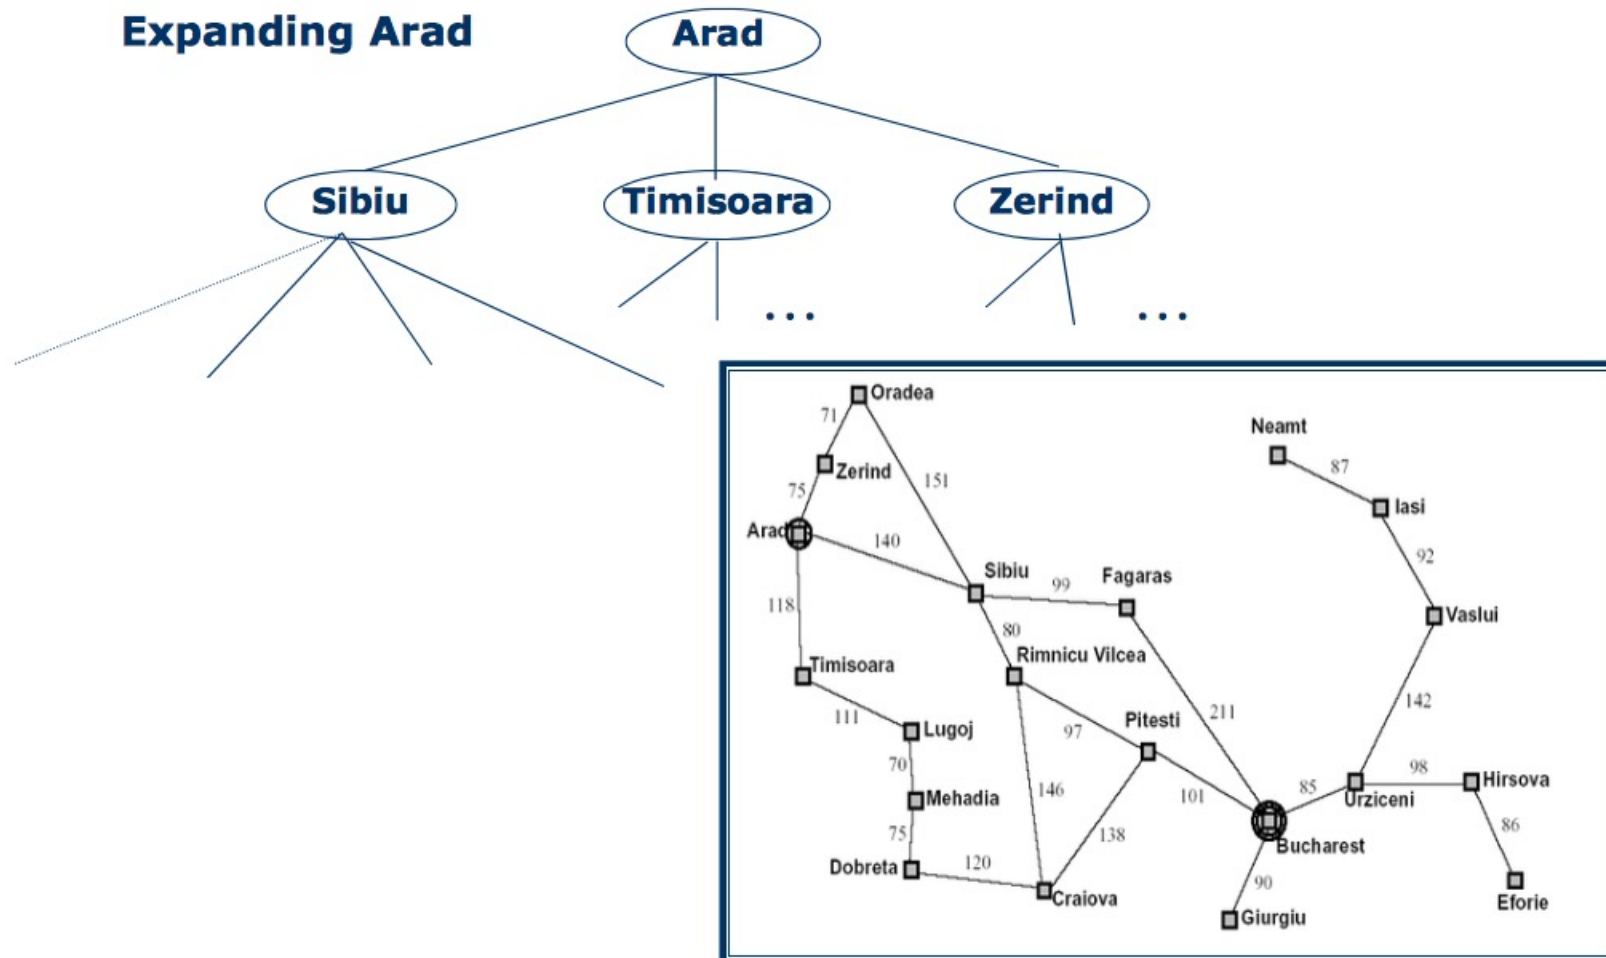 Expanding Arad
Arad
Sibiu
Timisoara
Zerind
...
...
Oradea
71
Neamt
87
Zerind
151
75
Iasi
Arad
140
92
Sibiu
99
Fagaras
118
Vaslui
80
Timisoara
Rimnicu Vilcea
142
111
211
Lugoj
97
Pitesti
70
98
Hirsova
146
85
Mehadia
101
Urziceni
86
75
138
Bucharest
Dobreta
120
90
Craiova
Eforie
Giurgiu